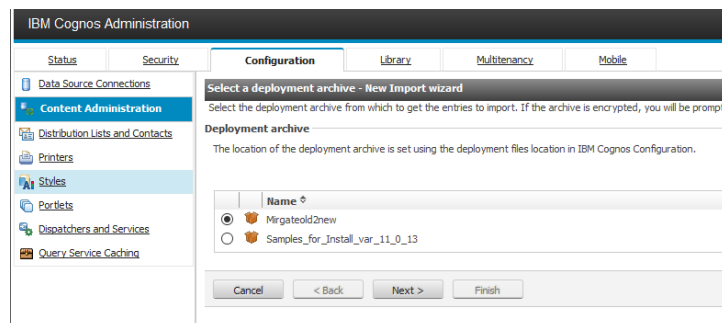 IBM Cognos Administration
Status Security Configuration Library Multitenancy Mobile
Data Source Connections
Content Administration
Distribution Lists and Contacts
Printers
Styles
Portlets
Dispatchers and Services
Query Service Caching
Select a deployment archive - New Import wizard
Select the deployment archive from which to get the entries to import. If the archive is encrypted, you will be prompt
Deployment archive
The location of the deployment archive is set using the deployment files location in IBM Cognos Configuration.
Name
Mirgateold2new
Samples_for_Install_var_11_0_13
Cancel < Back Next > Finish